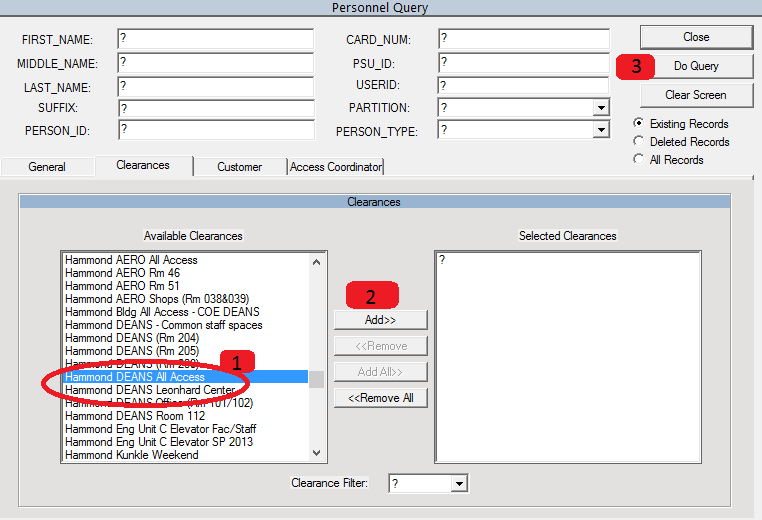 Personnel Query
FIRST_NAME: ?
CARD_NUM: ?
Close
MIDDLE_NAME: ?
PSU_ID: ?
3
Do Query
LAST_NAME: ?
USERID: ?
Clear Screen
SUFFIX: ?
PARTITION: ?
PERSON_ID: ?
PERSON_TYPE: ?
Existing Records
Deleted Records
All Records
General
Clearances
Customer
Access Coordinator
Clearances
Available Clearances
Hammond AERO All Access
Hammond AERO Rm 46
Hammond AERO Rm 51
Hammond AERO Shops (Rm 038&039)
Hammond Bldg All Access - COE DEANS
Hammond DEANS - Common staff spaces
Hammond DEANS (Rm 204)
Hammond DEANS (Rm 205)
Hammond DEANS (Rm
1
Hammond DEANS All Access
Hammond DEANS Leonhard Center
Hammond DEANS Office (Rm 101/102)
Hammond DEANS Room 112
Hammond Eng Unit C Elevator Fac/Staff
Hammond Eng Unit C Elevator SP 2013
Hammond Kunkle Weekend
2
Add>>
<<Remove
Add All>>
<<Remove All
Selected Clearances
?
Clearance Filter: ?